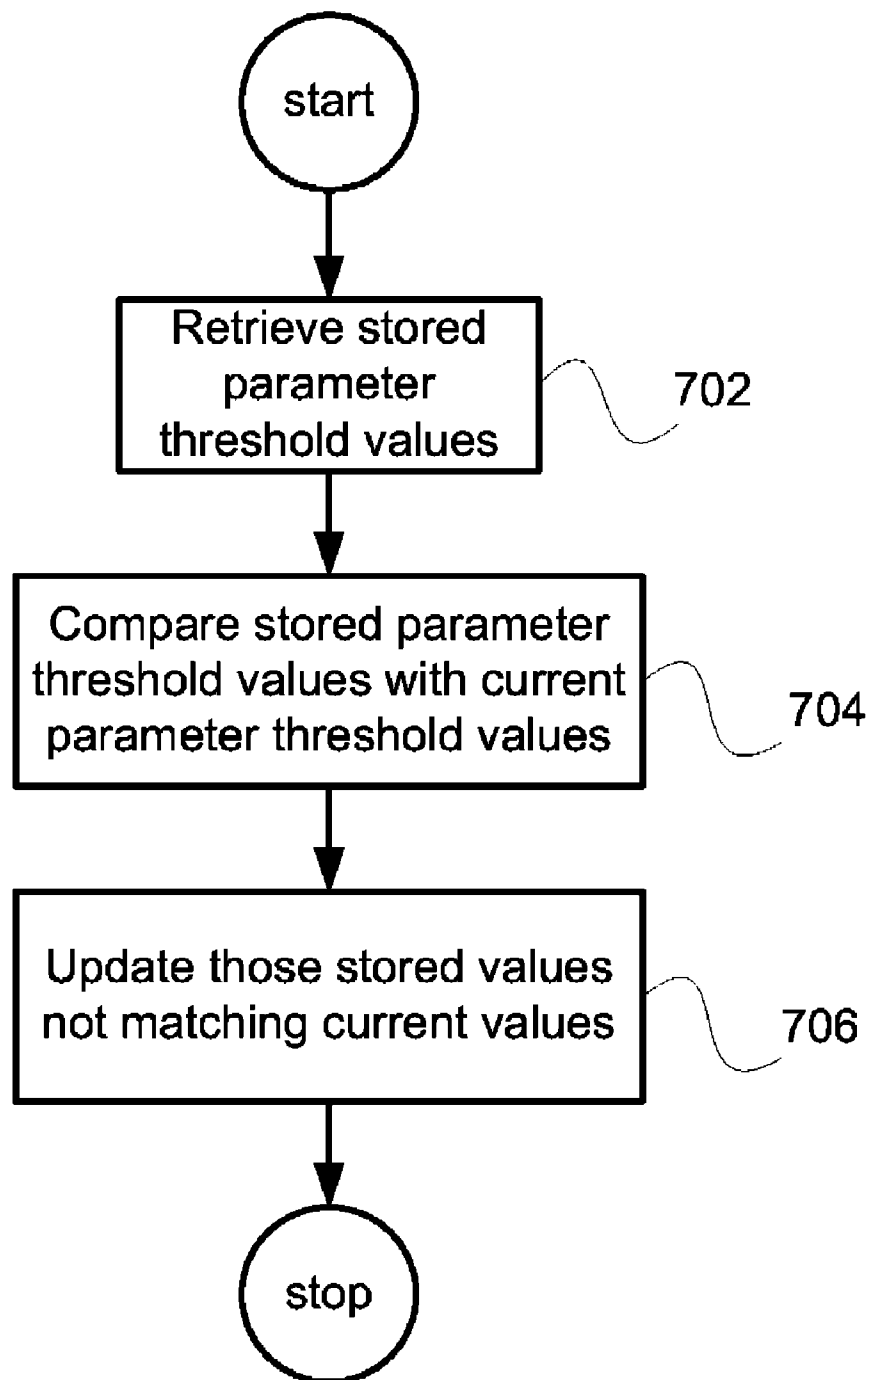 start
Retrieve stored
parameter
threshold values
702
Compare stored parameter
threshold values with current
parameter threshold values
704
Update those stored values
not matching current values
706
stop